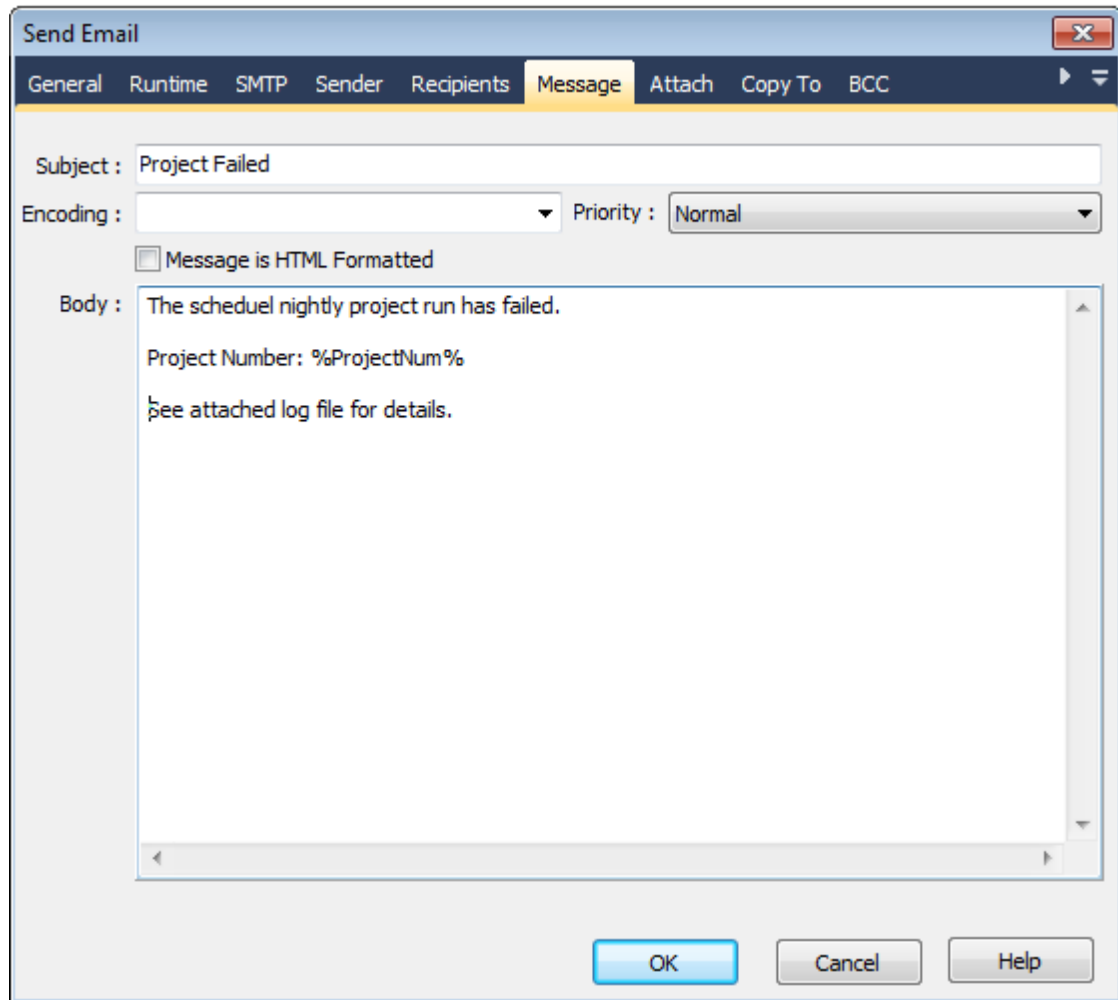 Send Email
General Runtime SMTP Sender Recipients Message Attach Copy To BCC
Subject : Project Failed
Encoding : Priority : Normal
Message is HTML Formatted
Body : The scheduel nightly project run has failed.
Project Number: %ProjectNum%
See attached log file for details.
OK Cancel Help